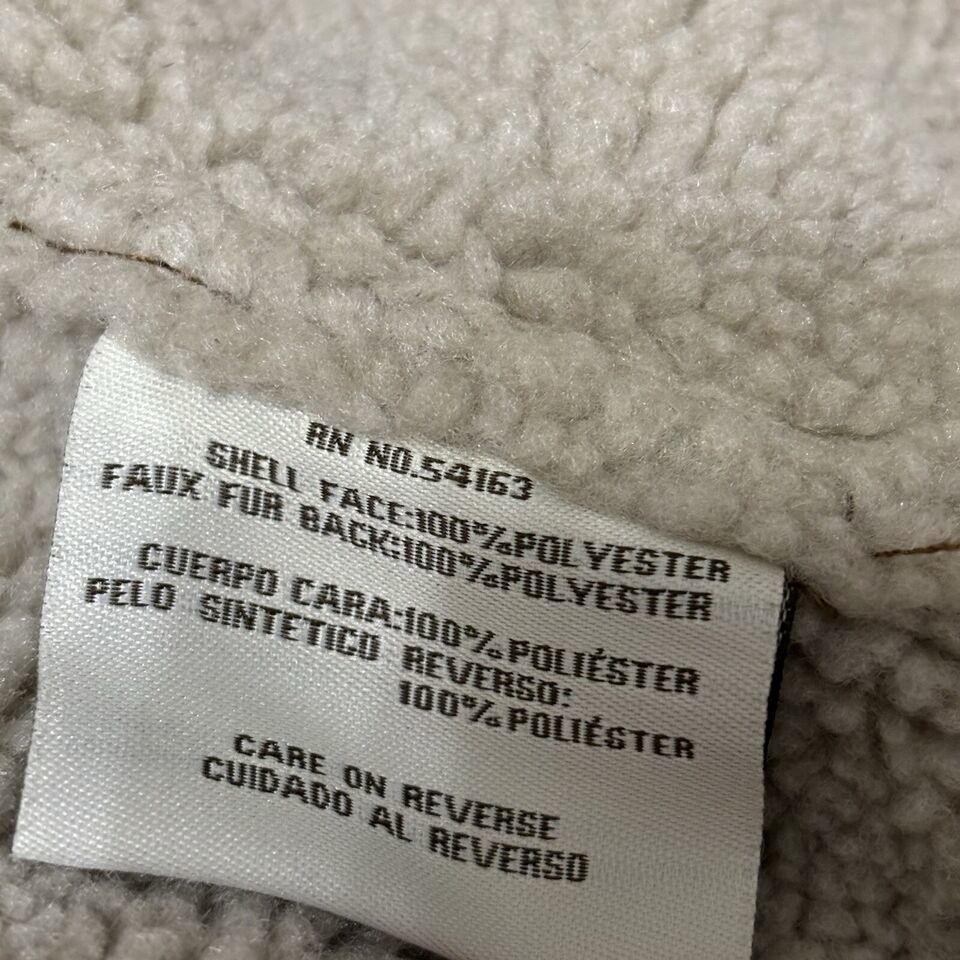 RN NO.54163
SHELL FACE:100%POLYESTER
FAUX FUR BACK:100%POLYESTER
CUERPO CARA:100%POLIÉSTER
PELO SINTETICO REVERSO:
100%POLIÉSTER
CARE ON REVERSE
CUIDADO AL REVERSO